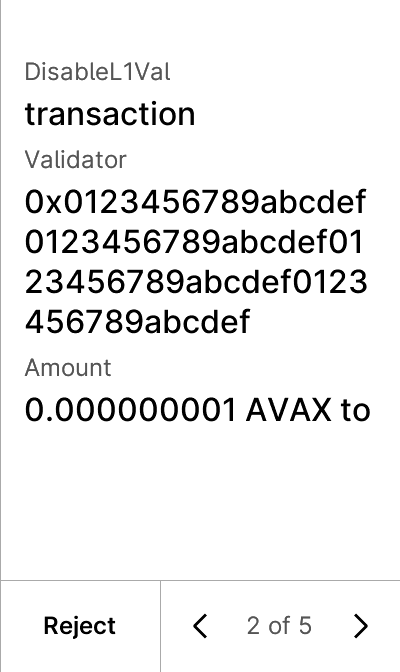 DisableL1Val
transaction
Validator
0x0123456789abcdef
0123456789abcdef01
23456789abcdef0123
456789abcdef
Amount
0.000000001 AVAX to
Reject
2 of 5